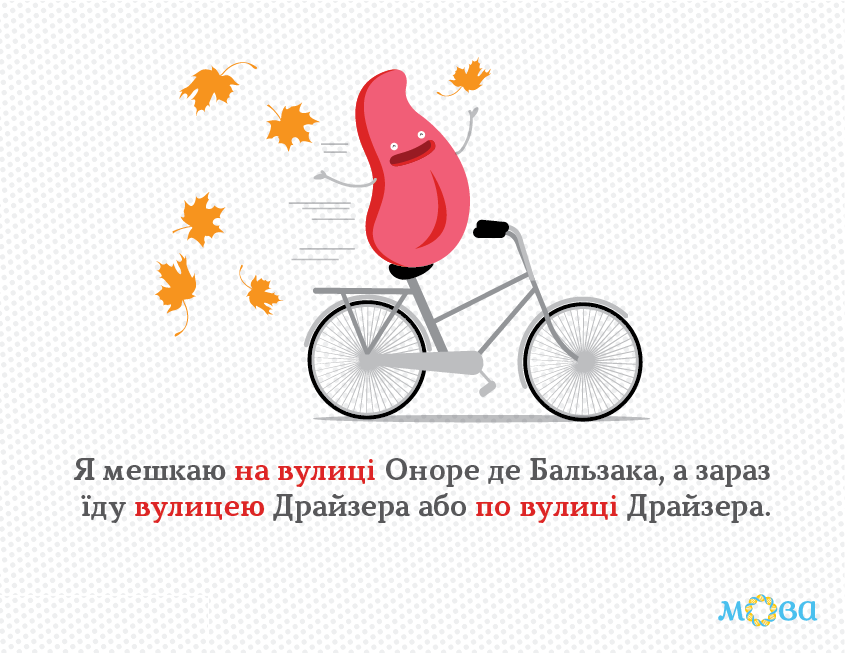 Я мешкаю на вулиці Оноре де Бальзака, а зараз
їду вулицею Драйзера або по вулиці Драйзера.
мОва